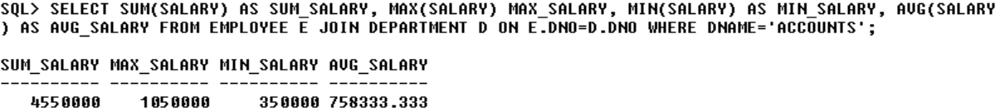 SQL> SELECT SUM(SALARY) AS SUM_SALARY, MAX(SALARY) MAX_SALARY, MIN(SALARY) AS MIN_SALARY, AVG(SALARY
) AS AVG_SALARY FROM EMPLOYEE E JOIN DEPARTMENT D ON E.DNO=D.DNO WHERE DNAME='ACCOUNTS';
SUM_SALARY MAX_SALARY MIN_SALARY AVG_SALARY
---------- ---------- ---------- ----------
   4550000    1050000     350000 758333.333